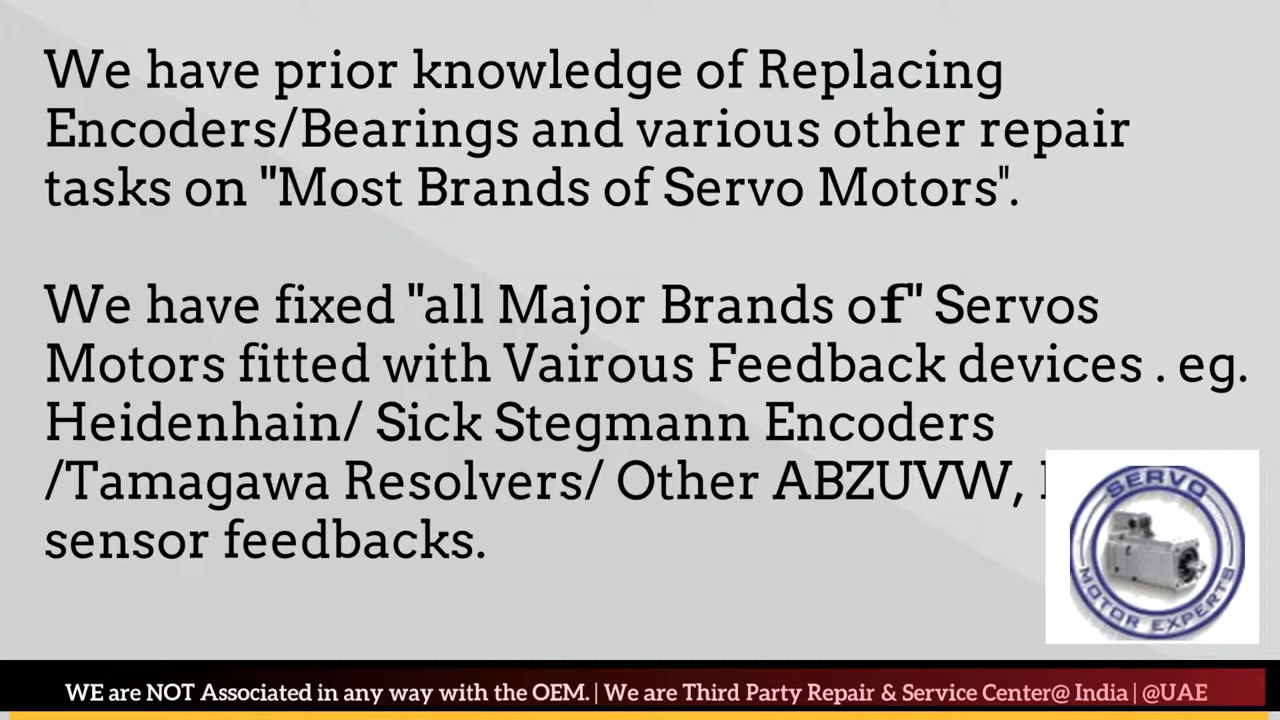 We have prior knowledge of Replacing
Encoders/Bearings and various other repair
tasks on "Most Brands of Servo Motors".
We have fixed "all Major Brands of" Servos
Motors fitted with Vairous Feedback devices . eg.
Heidenhain/ Sick Stegmann Encoders
/Tamagawa Resolvers/ Other ABZUVW,
sensor feedbacks.
SERVO
MOTOR EXPERTS
WE are NOT Associated in any way with the OEM. | We are Third Party Repair & Service Center@ India | @UAE